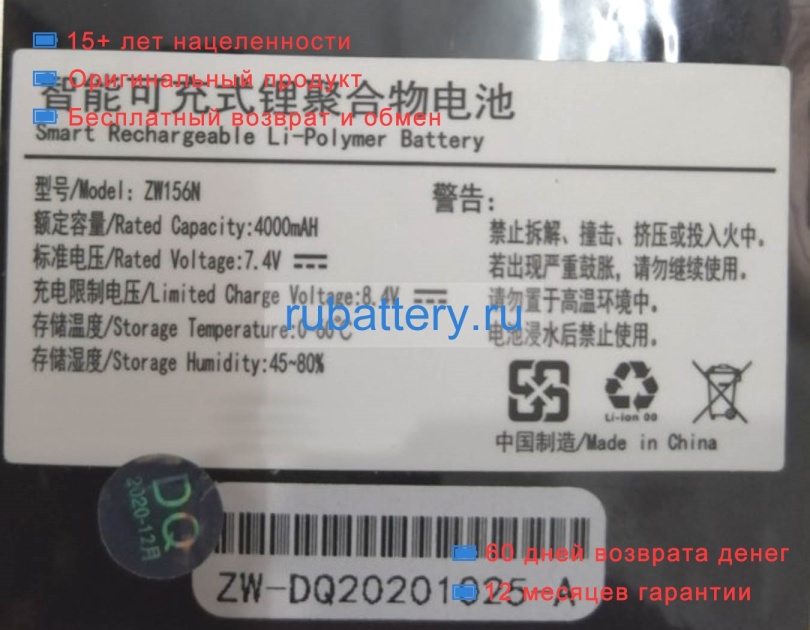 15+ лет нацеленности
Оригинальный продукт
智能可充式锂聚合物电池
Бесплатный возврат и обмен
Smart Rechargeable Li-Polymer Battery
型号/Model: ZW156N
额定容量/Rated Capacity:4000mAH
标准电压/Rated Voltage:7.4V
充电限制电压/Limited Charge Voltage:8.4V
存储温度/Storage Temperature:0-60℃
存储湿度/Storage Humidity:45~80%
警告:
禁止拆解、撞击、挤压或投入火中。
若出现严重鼓胀，请勿继续使用。
请勿置于高温环境中。
电池浸水后禁止使用。
rubattery.ru
Li-ion 00
中国制造/Made in China
DQ
2020-12月
ZW-DQ20201025-A
60 дней возврата денег
12 месяцев гарантии